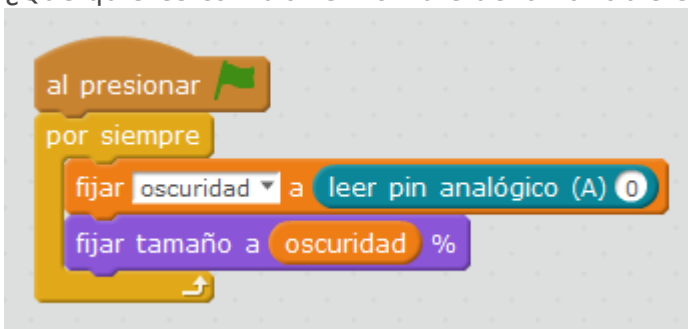 al presionar
por siempre
fijar oscuridad a leer pin analógico (A) 0
fijar tamaño a oscuridad %